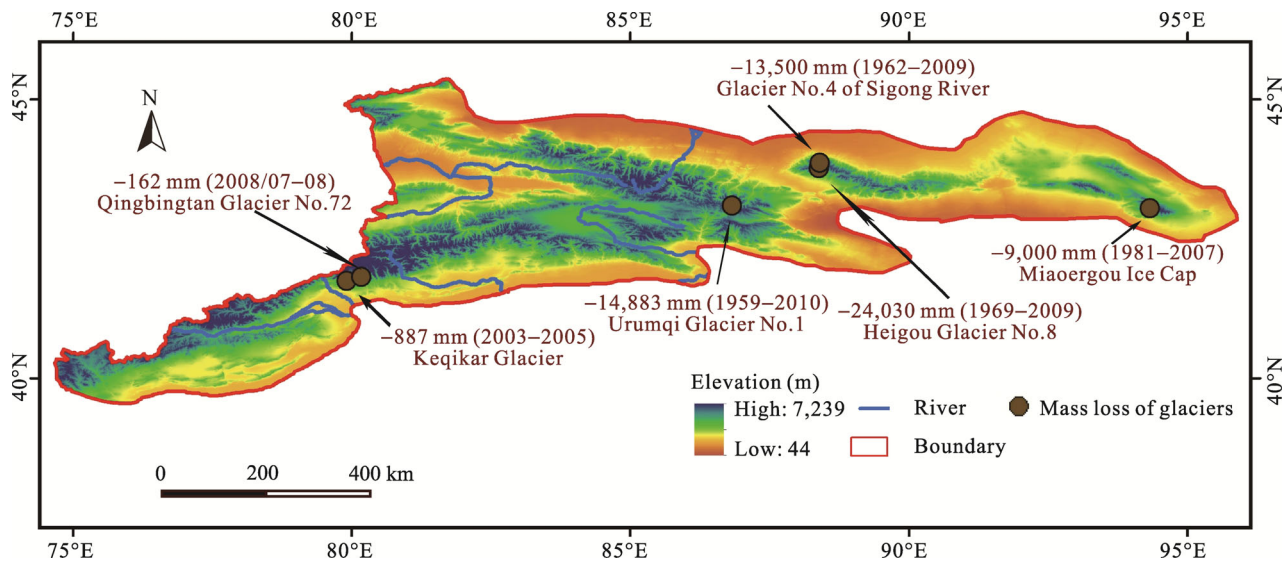 75°E
80°E
85°E
90°E
95°E
45°N
45°N
N
−13,500 mm (1962–2009)
Glacier No.4 of Sigong River
−162 mm (2008/07–08)
Qingbingtan Glacier No.72
−9,000 mm (1981–2007)
Miaoergou Ice Cap
−14,883 mm (1959–2010)
Urumqi Glacier No.1
−24,030 mm (1969–2009)
Heigou Glacier No.8
−887 mm (2003–2005)
Keqikar Glacier
40°N
40°N
Elevation (m)
High: 7,239
Low: 44
River
Boundary
Mass loss of glaciers
0
200
400 km
75°E
80°E
85°E
90°E
95°E